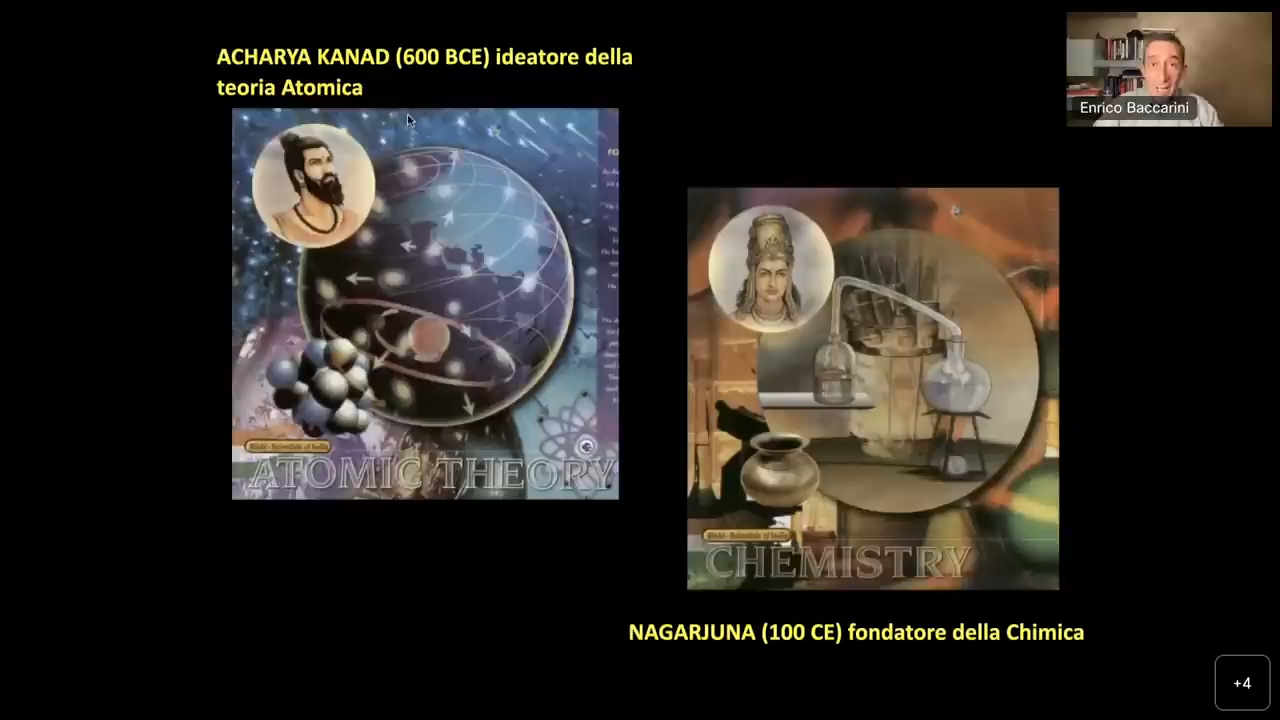 ACHARYA KANAD (600 BCE) ideatore della
teoria Atomica
Enrico Baccarini
ATOMIC THEORY
CHEMISTRY
NAGARJUNA (100 CE) fondatore della Chimica
+4